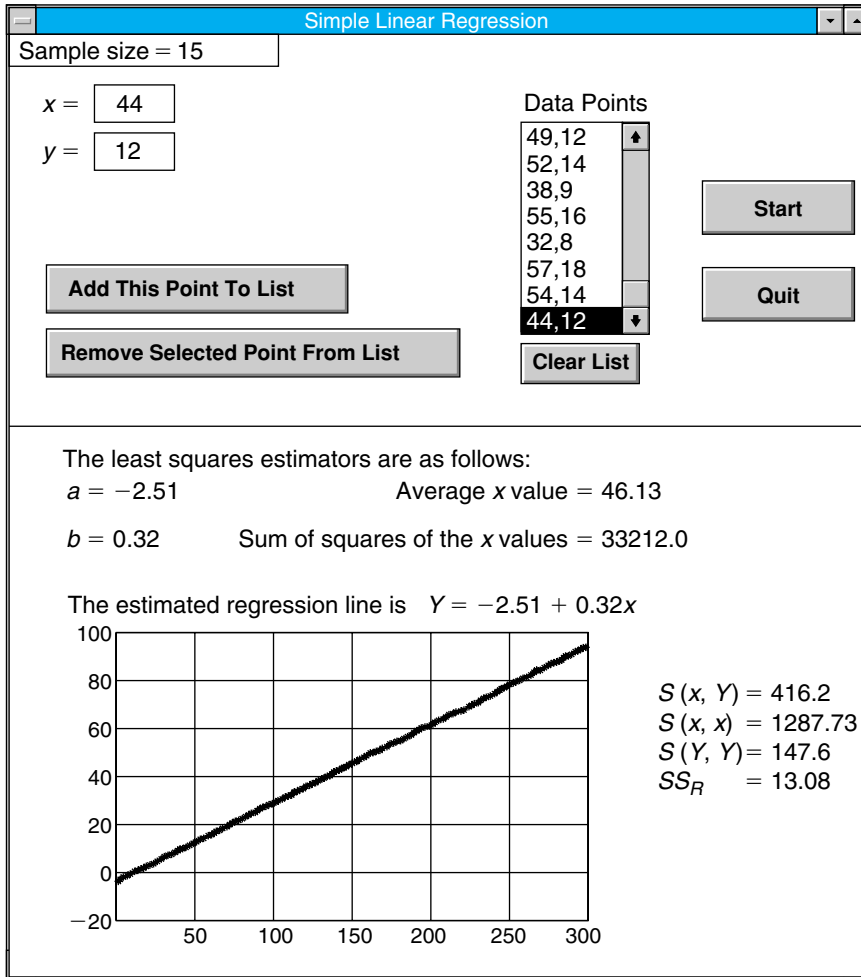 Simple Linear Regression
Sample size = 15
x = 44
y = 12
Data Points
49,12
52,14
38,9
55,16
32,8
57,18
54,14
44,12
Start
Quit
Add This Point To List
Remove Selected Point From List
Clear List
The least squares estimators are as follows:
a = −2.51 Average x value = 46.13
b = 0.32 Sum of squares of the x values = 33212.0
The estimated regression line is Y = −2.51 + 0.32x
100
80
60
40
20
0
−20
50 100 150 200 250 300
S (x, Y) = 416.2
S (x, x) = 1287.73
S (Y, Y) = 147.6
SS_R = 13.08